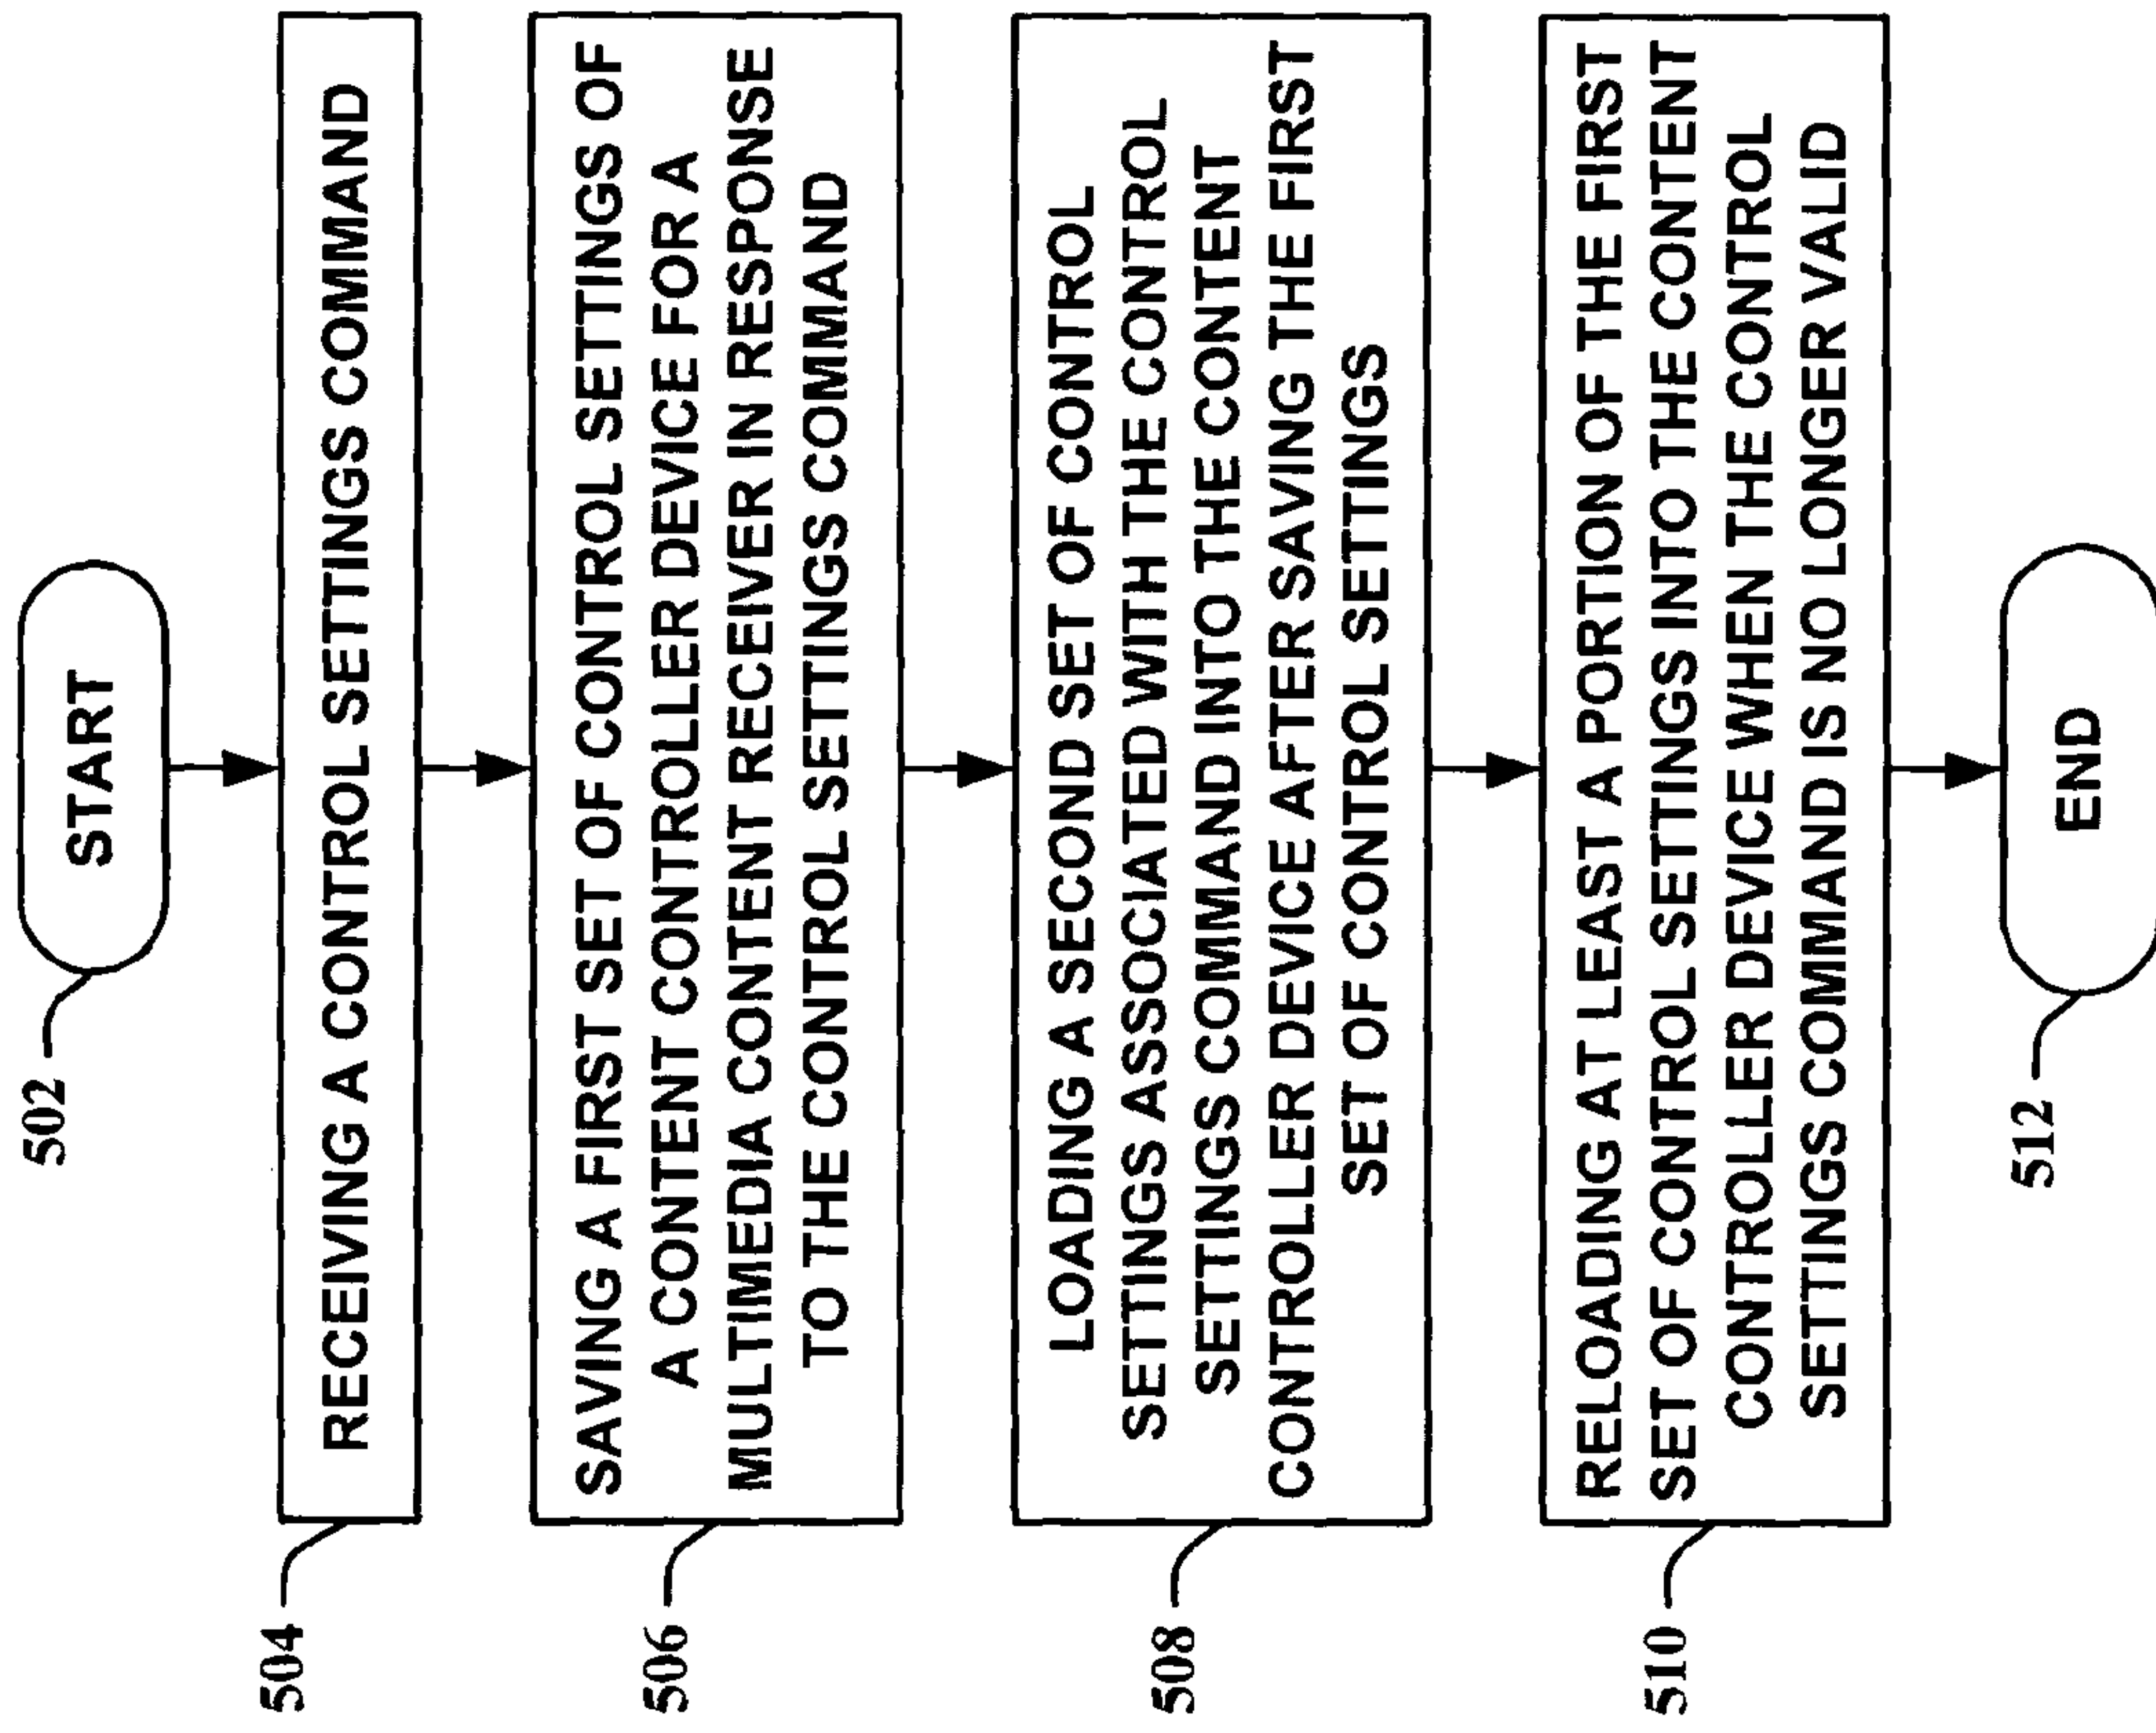 502
START
504
RECEIVING A CONTROL SETTINGS COMMAND
506
SAVING A FIRST SET OF CONTROL SETTINGS OF
A CONTENT CONTROLLER DEVICE FOR A
MULTIMEDIA CONTENT RECEIVER IN RESPONSE
TO THE CONTROL SETTINGS COMMAND
508
LOADING A SECOND SET OF CONTROL
SETTINGS ASSOCIATED WITH THE CONTROL
SETTINGS COMMAND INTO THE CONTENT
CONTROLLER DEVICE AFTER SAVING THE FIRST
SET OF CONTROL SETTINGS
510
RELOADING AT LEAST A PORTION OF THE FIRST
SET OF CONTROL SETTINGS INTO THE CONTENT
CONTROLLER DEVICE WHEN THE CONTROL
SETTINGS COMMAND IS NO LONGER VALID
512
END